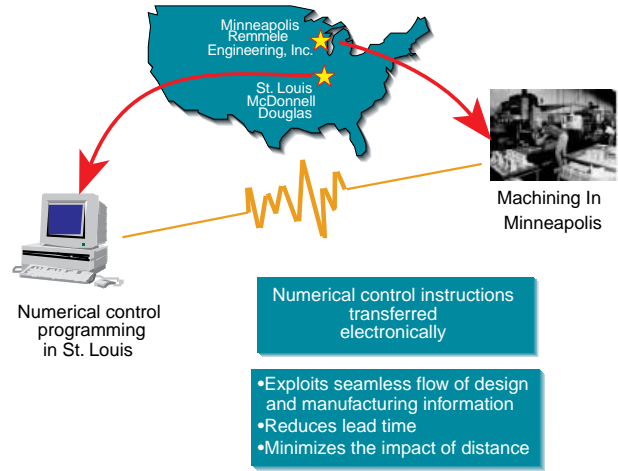 Minneapolis
Remmele
Engineering, Inc.
St. Louis
McDonnell
Douglas
Machining In
Minneapolis
Numerical control
programming
in St. Louis
Numerical control instructions
transferred
electronically
•Exploits seamless flow of design
and manufacturing information
•Reduces lead time
•Minimizes the impact of distance